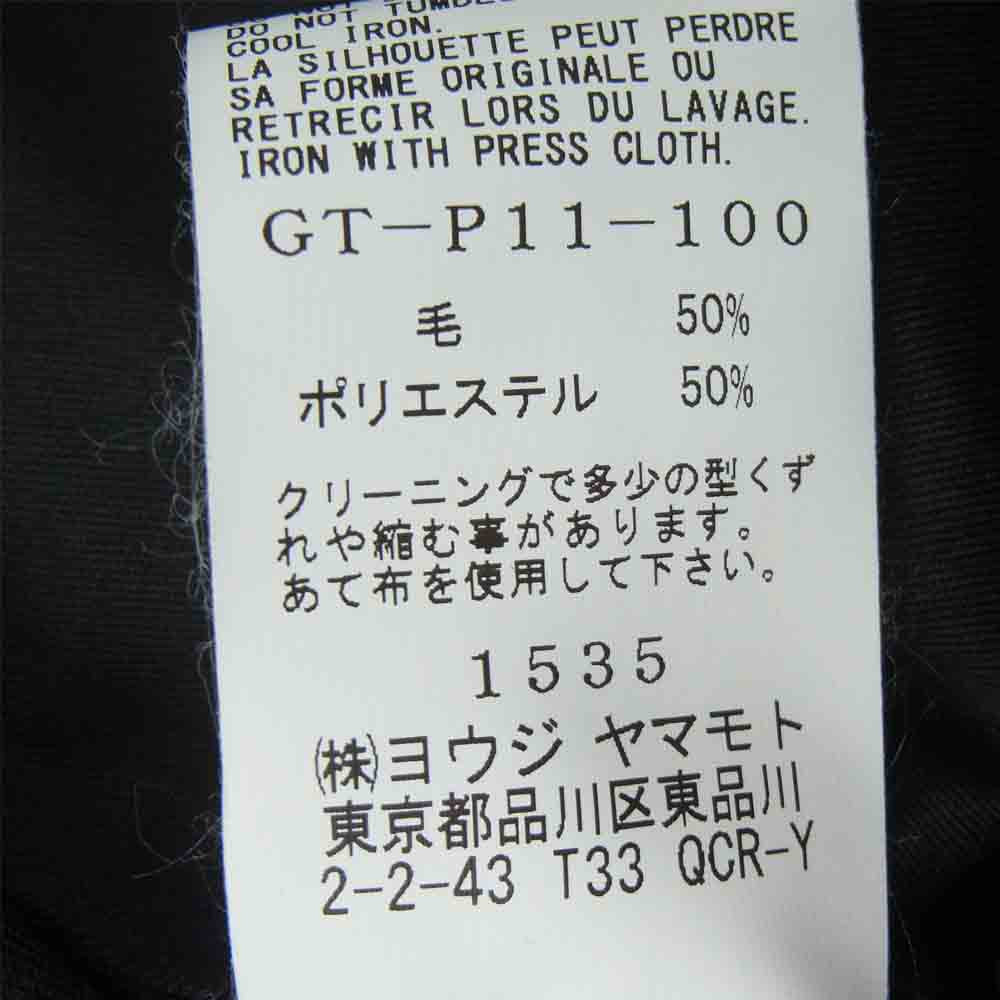 DO NOT TUMBLE
COOL IRON.
LA SILHOUETTE PEUT PERDRE
SA FORME ORIGINALE OU
RETRECIR LORS DU LAVAGE.
IRON WITH PRESS CLOTH.
GT-P11-100
毛 50%
ポリエステル 50%
クリーニングで多少の型くず
れや縮む事があります。
あて布を使用して下さい。
1535
(株)ヨウジ ヤマモト
東京都品川区東品川
2-2-43 T33 QCR-Y